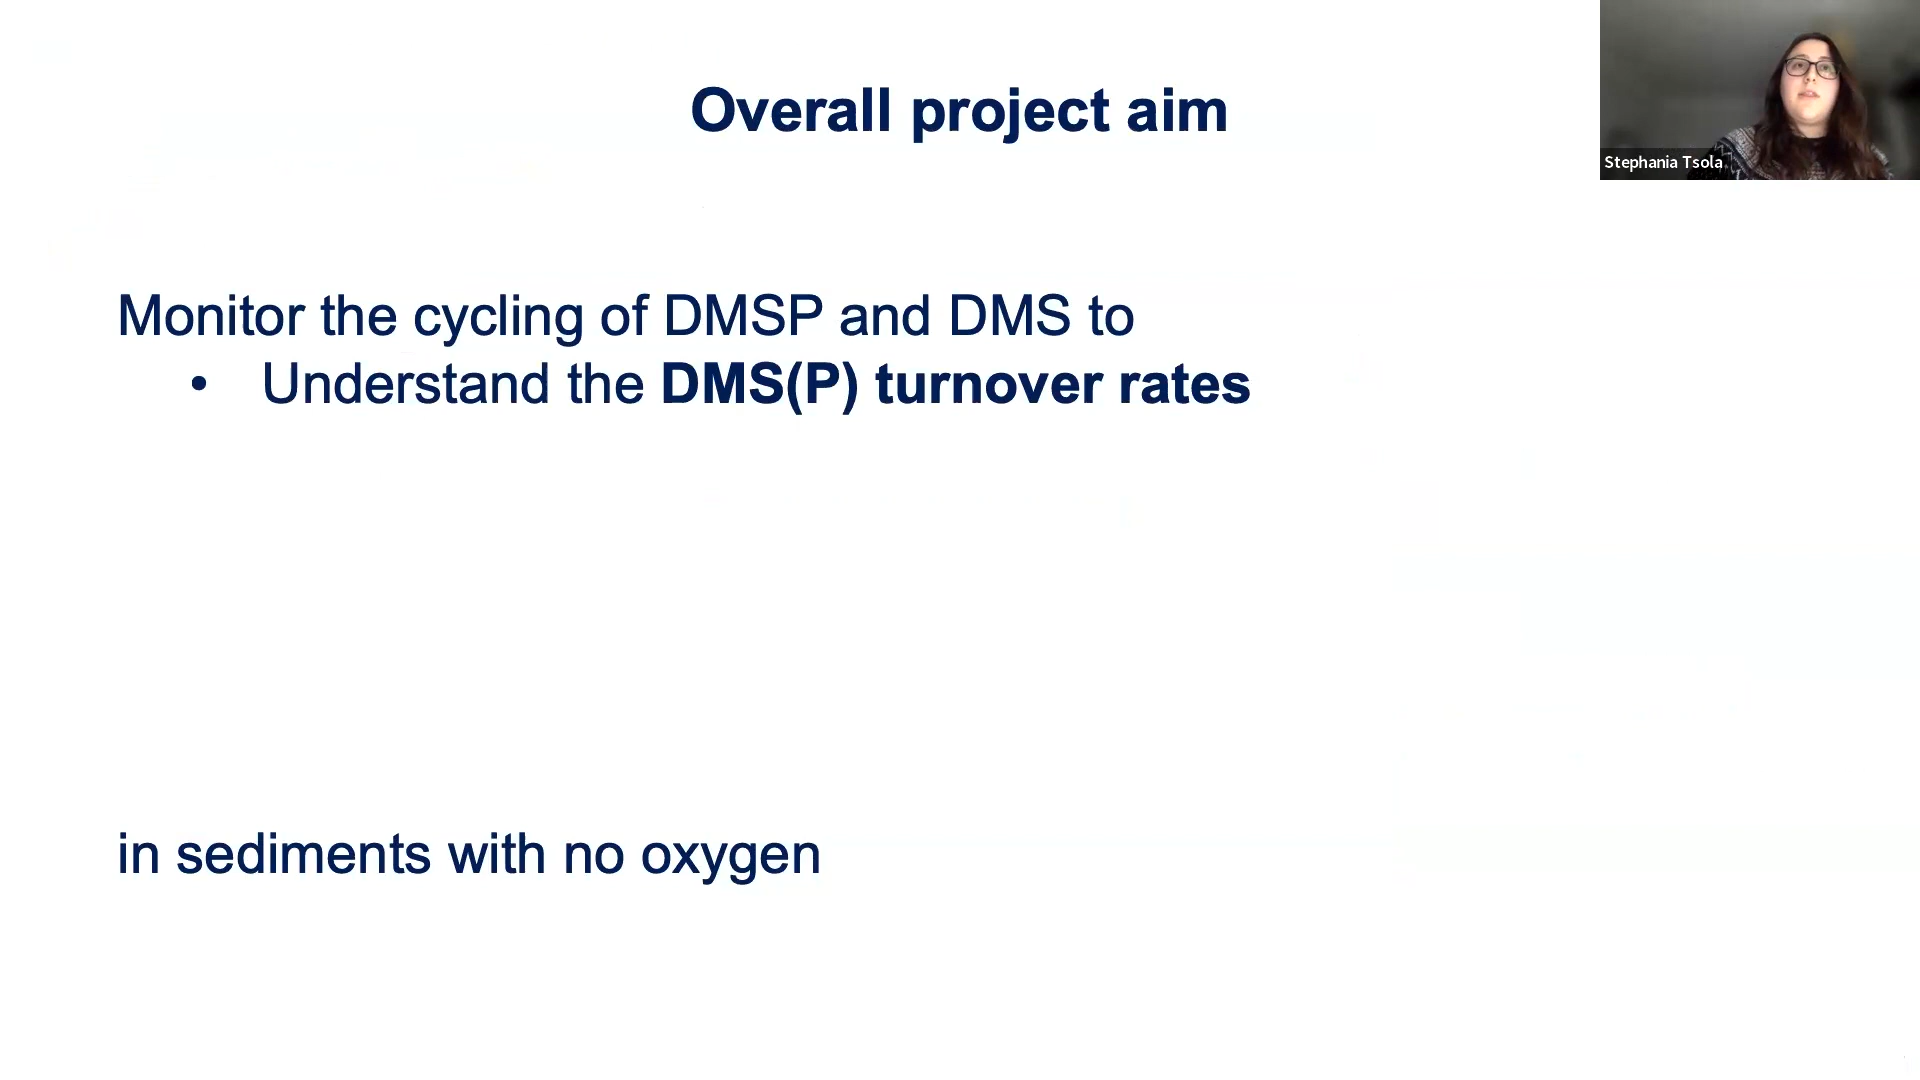 Overall project aim
Stephania Tsola
Monitor the cycling of DMSP and DMS to
• Understand the DMS(P) turnover rates
in sediments with no oxygen